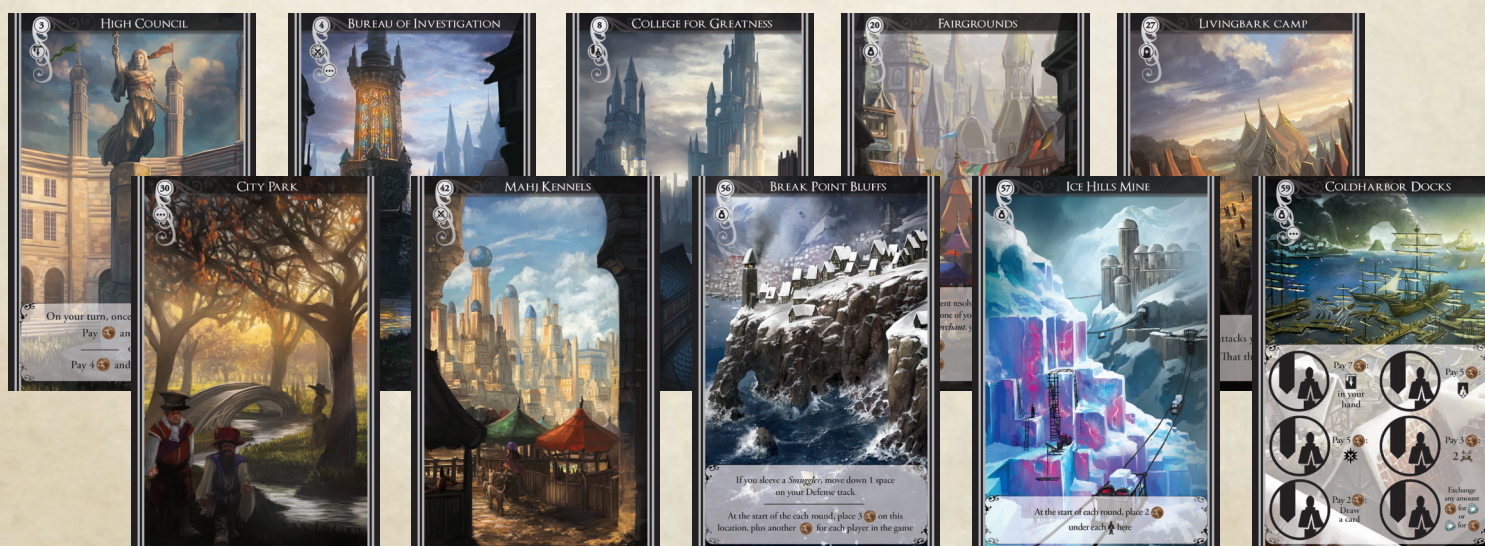 3
HIGH COUNCIL
On your turn, once
Pay
Pay 4 and
4
BUREAU OF INVESTIGATION
8
COLLEGE FOR GREATNESS
20
FAIRGROUNDS
one of yo
27
LIVINGBARK CAMP
ttacks y
That th
30
CITY PARK
42
MAHJ KENNELS
56
BREAK POINT BLUFFS
If you sleeve a Smuggler, move down 1 space
on your Defense track
At the start of the each round, place 3 on this
location, plus another for each player in the game
57
ICE HILLS MINE
At the start of each round, place 2
under each here
59
COLDHARBOR DOCKS
Pay 7 :
in your
hand
Pay 5 :
Pay 5 :
Pay 3 :
2
Pay 2 :
Draw
a card
Exchange
any amount
for
or
for